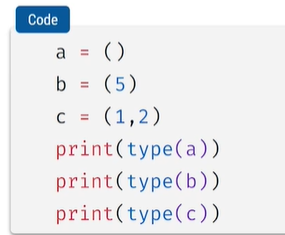 Code
a = ()
b = (5)
c = (1,2)
print(type(a))
print(type(b))
print(type(c))